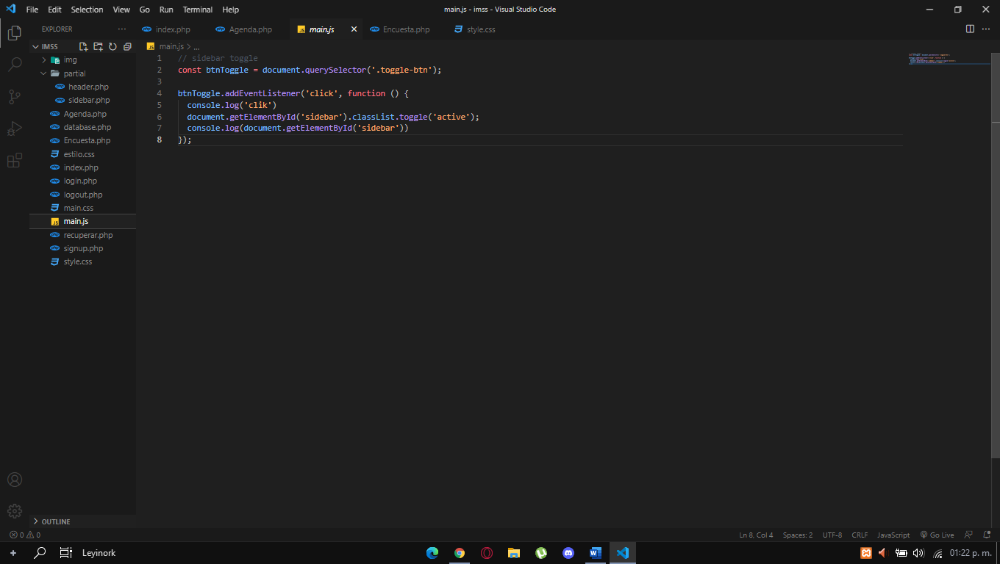 File Edit Selection View Go Run Terminal Help
main.js - imss - Visual Studio Code
EXPLORER
index.php
Agenda.php
main.js
Encuesta.php
style.css
IMSS
main.js > ...
img
partial
header.php
sidebar.php
Agenda.php
database.php
Encuesta.php
estilo.css
index.php
login.php
logout.php
main.css
main.js
recuperar.php
signup.php
style.css
1 // sidebar toggle
2 const btnToggle = document.querySelector('.toggle-btn');
3
4 btnToggle.addEventListener('click', function () {
5 console.log('clik')
6 document.getElementById('sidebar').classList.toggle('active');
7 console.log(document.getElementById('sidebar'))
8 });
OUTLINE
0 0
Ln 8, Col 4 Spaces: 2 UTF-8 CRLF JavaScript Go Live
Leyinork
01:22 p. m.